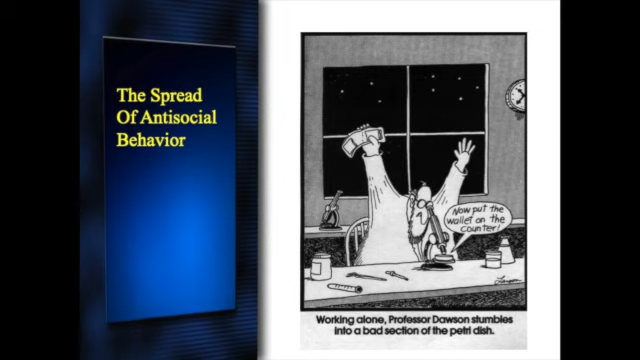 The Spread
Of Antisocial
Behavior
Now put the
wallet on the
counter!
Working alone, Professor Dawson stumbles
into a bad section of the petri dish.